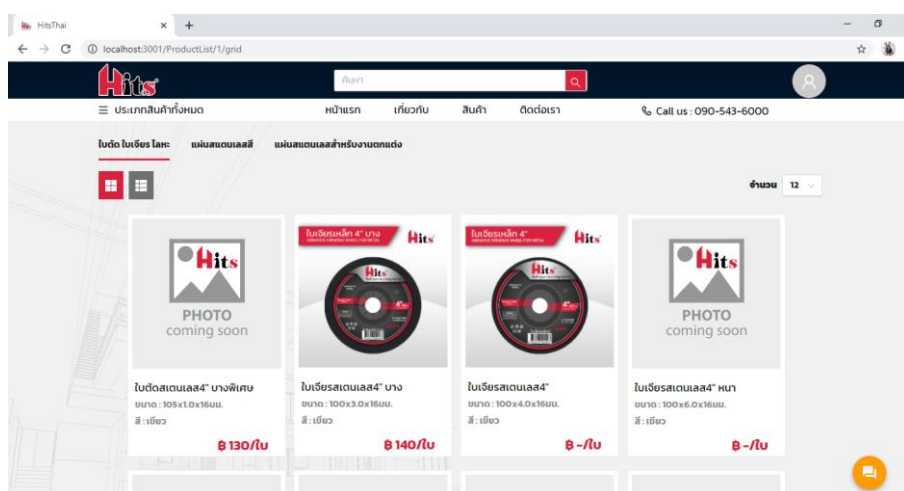 HitsThai
localhost:3001/ProductList/1/grid
Hits
ค้นหา
ประเภทสินค้าทั้งหมด
หน้าแรก
เกี่ยวกับ
สินค้า
ติดต่อเรา
Call us : 090-543-6000
ใบตัด ใบเจียร โลหะ
แผ่นสแตนเลสสี
แผ่นสแตนเลสสำหรับงานตกแต่ง
จำนวน 12
Hits
PHOTO
coming soon
ใบตัดสเตนเลส4" บางพิเศษ
ขนาด : 105x1.0x16มม.
สี : เขียว
฿ 130/ใบ
ใบเจียรเหล็ก 4" บาง
Hits
Hits
4"
ใบเจียรสเตนเลส4" บาง
ขนาด : 100x3.0x16มม.
สี : เขียว
฿ 140/ใบ
ใบเจียรเหล็ก 4"
Hits
Hits
4"
ใบเจียรสเตนเลส4"
ขนาด : 100x4.0x16มม.
สี : เขียว
฿ -/ใบ
Hits
PHOTO
coming soon
ใบเจียรสเตนเลส4" หนา
ขนาด : 100x6.0x16มม.
สี : เขียว
฿ -/ใบ